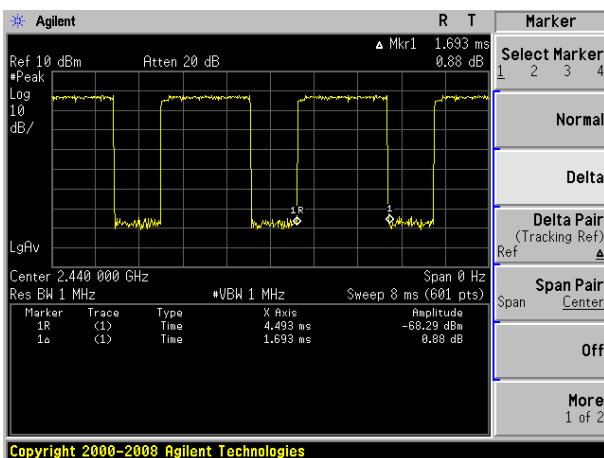 Agilent R T
Δ Mkr1 1.693 ms
Ref 10 dBm Atten 20 dB 0.88 dB
#Peak
Log
10
dB/
1R
1
LgAv
Center 2.440 000 GHz Span 0 Hz
Res BW 1 MHz #VBW 1 MHz Sweep 8 ms (601 pts)
Marker Trace Type X Axis Amplitude
1R (1) Time 4.493 ms -68.29 dBm
1Δ (1) Time 1.693 ms 0.88 dB
Copyright 2000-2008 Agilent Technologies
Marker
Select Marker
1 2 3 4
Normal
Delta
Delta Pair
(Tracking Ref)
Ref Δ
Span Pair
Span Center
Off
More
1 of 2